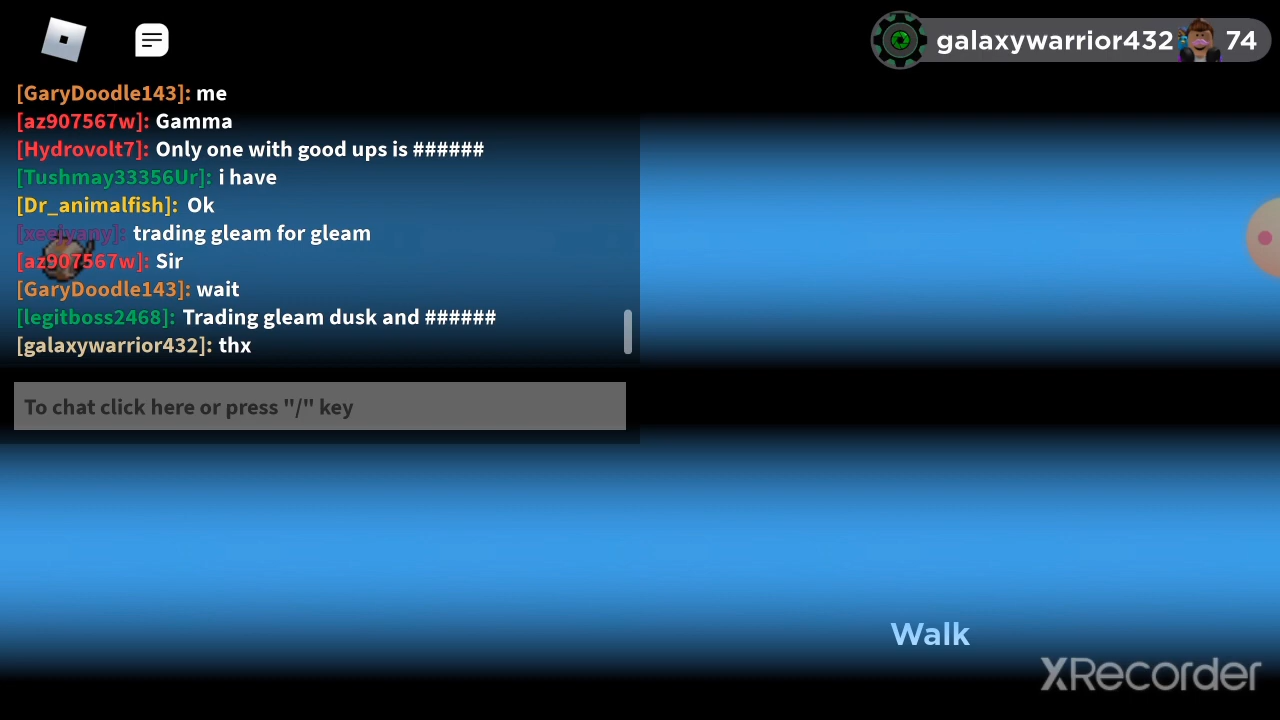 galaxywarrior432 74
[GaryDoodle143]: me
[az907567w]: Gamma
[Hydrovolt7]: Only one with good ups is ######
[Tushmay33356Ur]: i have
[Dr_animalfish]: Ok
trading gleam for gleam
[az907567w]: Sir
[GaryDoodle143]: wait
[legitboss2468]: Trading gleam dusk and ######
[galaxywarrior432]: thx
To chat click here or press "/" key
Walk
XRecorder